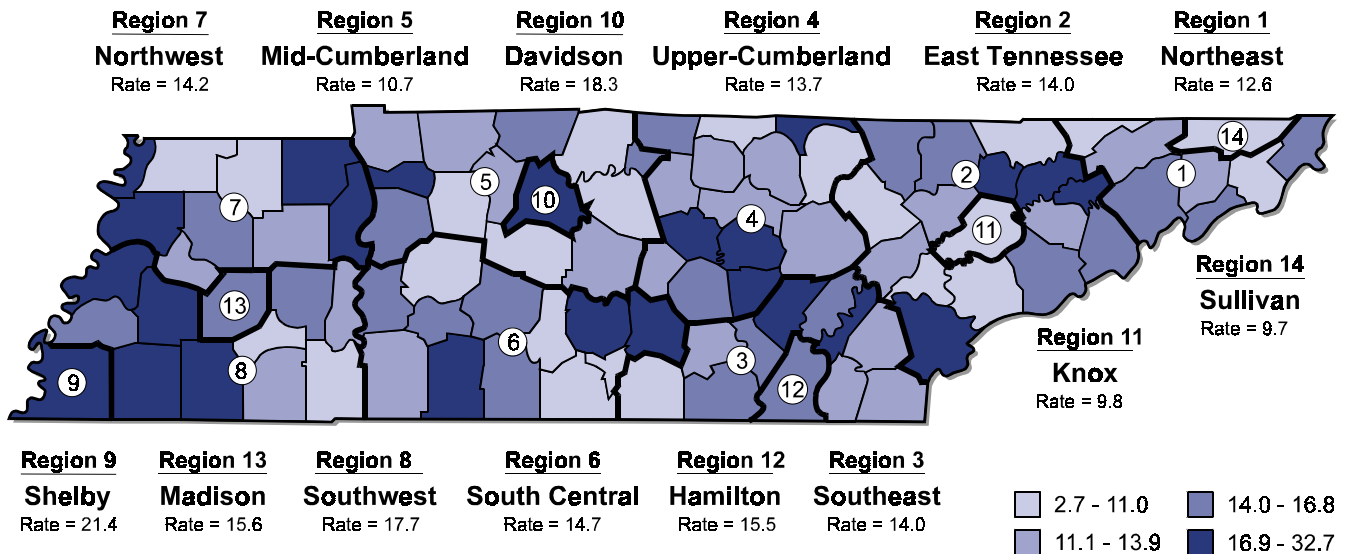 Region 7
Northwest
Rate = 14.2
Region 5
Mid-Cumberland
Rate = 10.7
Region 10
Davidson
Rate = 18.3
Region 4
Upper-Cumberland
Rate = 13.7
Region 2
East Tennessee
Rate = 14.0
Region 1
Northeast
Rate = 12.6
14
1
2
5
10
7
4
11
13
6
3
8
9
12
Region 14
Sullivan
Rate = 9.7
Region 11
Knox
Rate = 9.8
Region 9
Shelby
Rate = 21.4
Region 13
Madison
Rate = 15.6
Region 8
Southwest
Rate = 17.7
Region 6
South Central
Rate = 14.7
Region 12
Hamilton
Rate = 15.5
Region 3
Southeast
Rate = 14.0
2.7 - 11.0
11.1 - 13.9
14.0 - 16.8
16.9 - 32.7